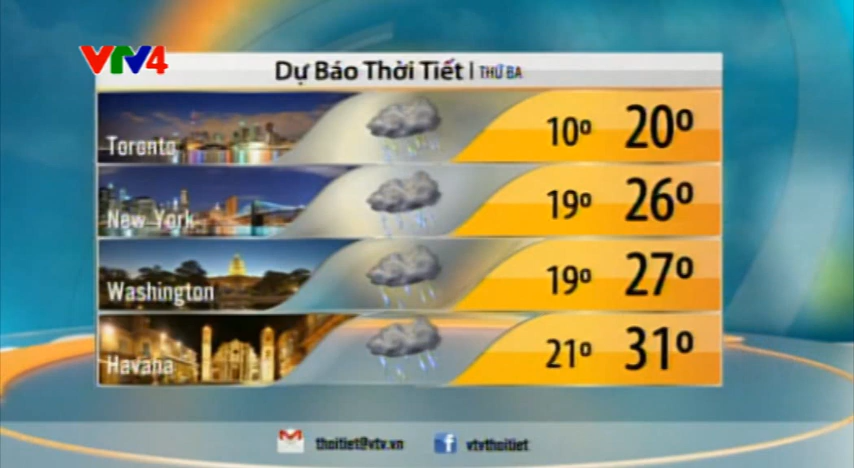 VTV4
Dự Báo Thời Tiết | THỨ BA
Toronto 10º 20º
New York 19º 26º
Washington 19º 27º
Havana 21º 31º
thoitiet@vtv.vn vtvthoitiet